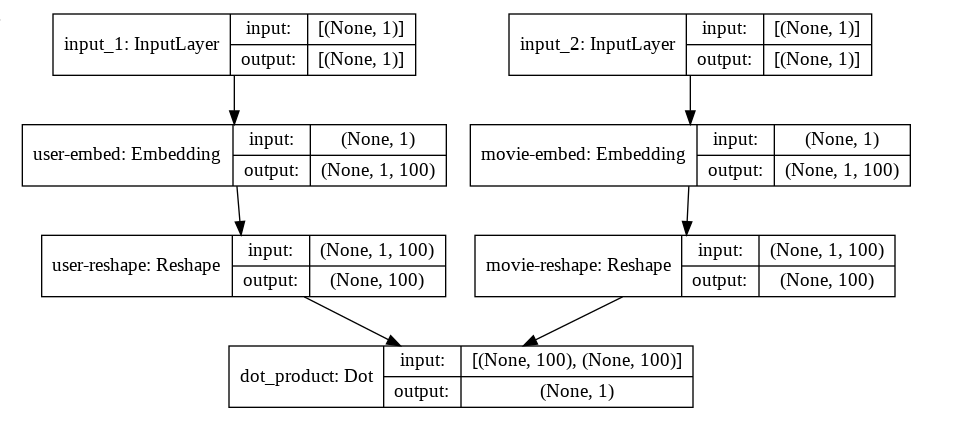 input_1: InputLayer
input: [(None, 1)]
output: [(None, 1)]
input_2: InputLayer
input: [(None, 1)]
output: [(None, 1)]
user-embed: Embedding
input: (None, 1)
output: (None, 1, 100)
movie-embed: Embedding
input: (None, 1)
output: (None, 1, 100)
user-reshape: Reshape
input: (None, 1, 100)
output: (None, 100)
movie-reshape: Reshape
input: (None, 1, 100)
output: (None, 100)
dot_product: Dot
input: [(None, 100), (None, 100)]
output: (None, 1)